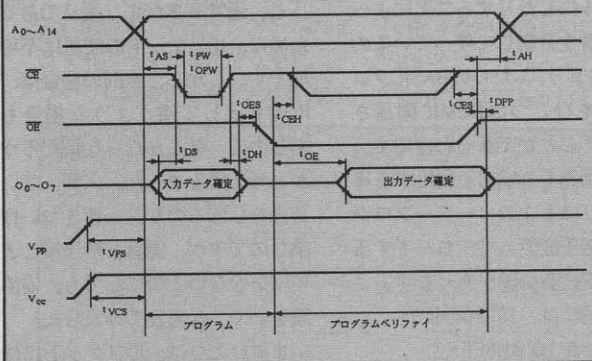 A0〜A14
tAS
tPW
tOPW
tAH
CE
tOES
tCEH
tCES
tDFP
OE
tDS
tDH
tOE
O0〜O7
入力データ確定
出力データ確定
VPP
tVPS
Vcc
tVCS
プログラム
プログラムベリファイ